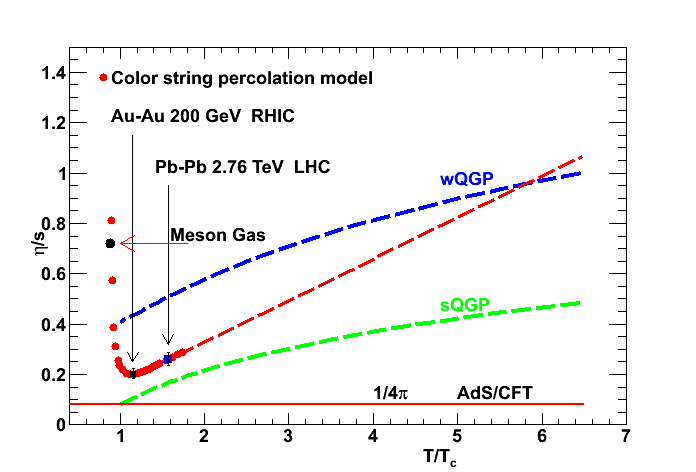 Color string percolation model
Au-Au 200 GeV RHIC
Pb-Pb 2.76 TeV LHC
wQGP
Meson Gas
sQGP
1/4π AdS/CFT
η/s
1.4
1.2
1
0.8
0.6
0.4
0.2
0
1 2 3 4 5 6 7
T/Tc